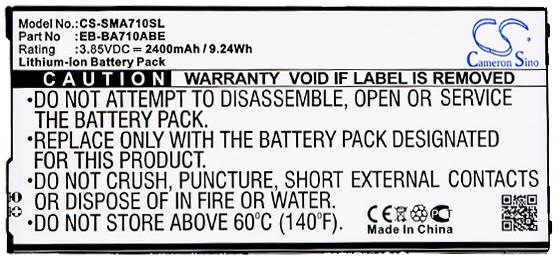 Model No.: CS-SMA710SL
Part No.: EB-BA710ABE
Rating : 3.85VDC ⎓ 2400mAh / 9.24Wh
Lithium-ion Battery Pack
CS
Cameron Sino
CAUTION WARRANTY VOID IF LABEL IS REMOVED!
•DO NOT ATTEMPT TO DISASSEMBLE, OPEN OR SERVICE
THE BATTERY PACK.
•REPLACE ONLY WITH THE BATTERY PACK
DESIGNATED FOR THIS PRODUCT.
•DO NOT CRUSH, PUNCTURE, SHORT EXTERNAL CONTACTS
OR DISPOSE OF IN FIRE OR WATER.
•DO NOT STORE ABOVE 60°C (140°F).
CE
Made In China